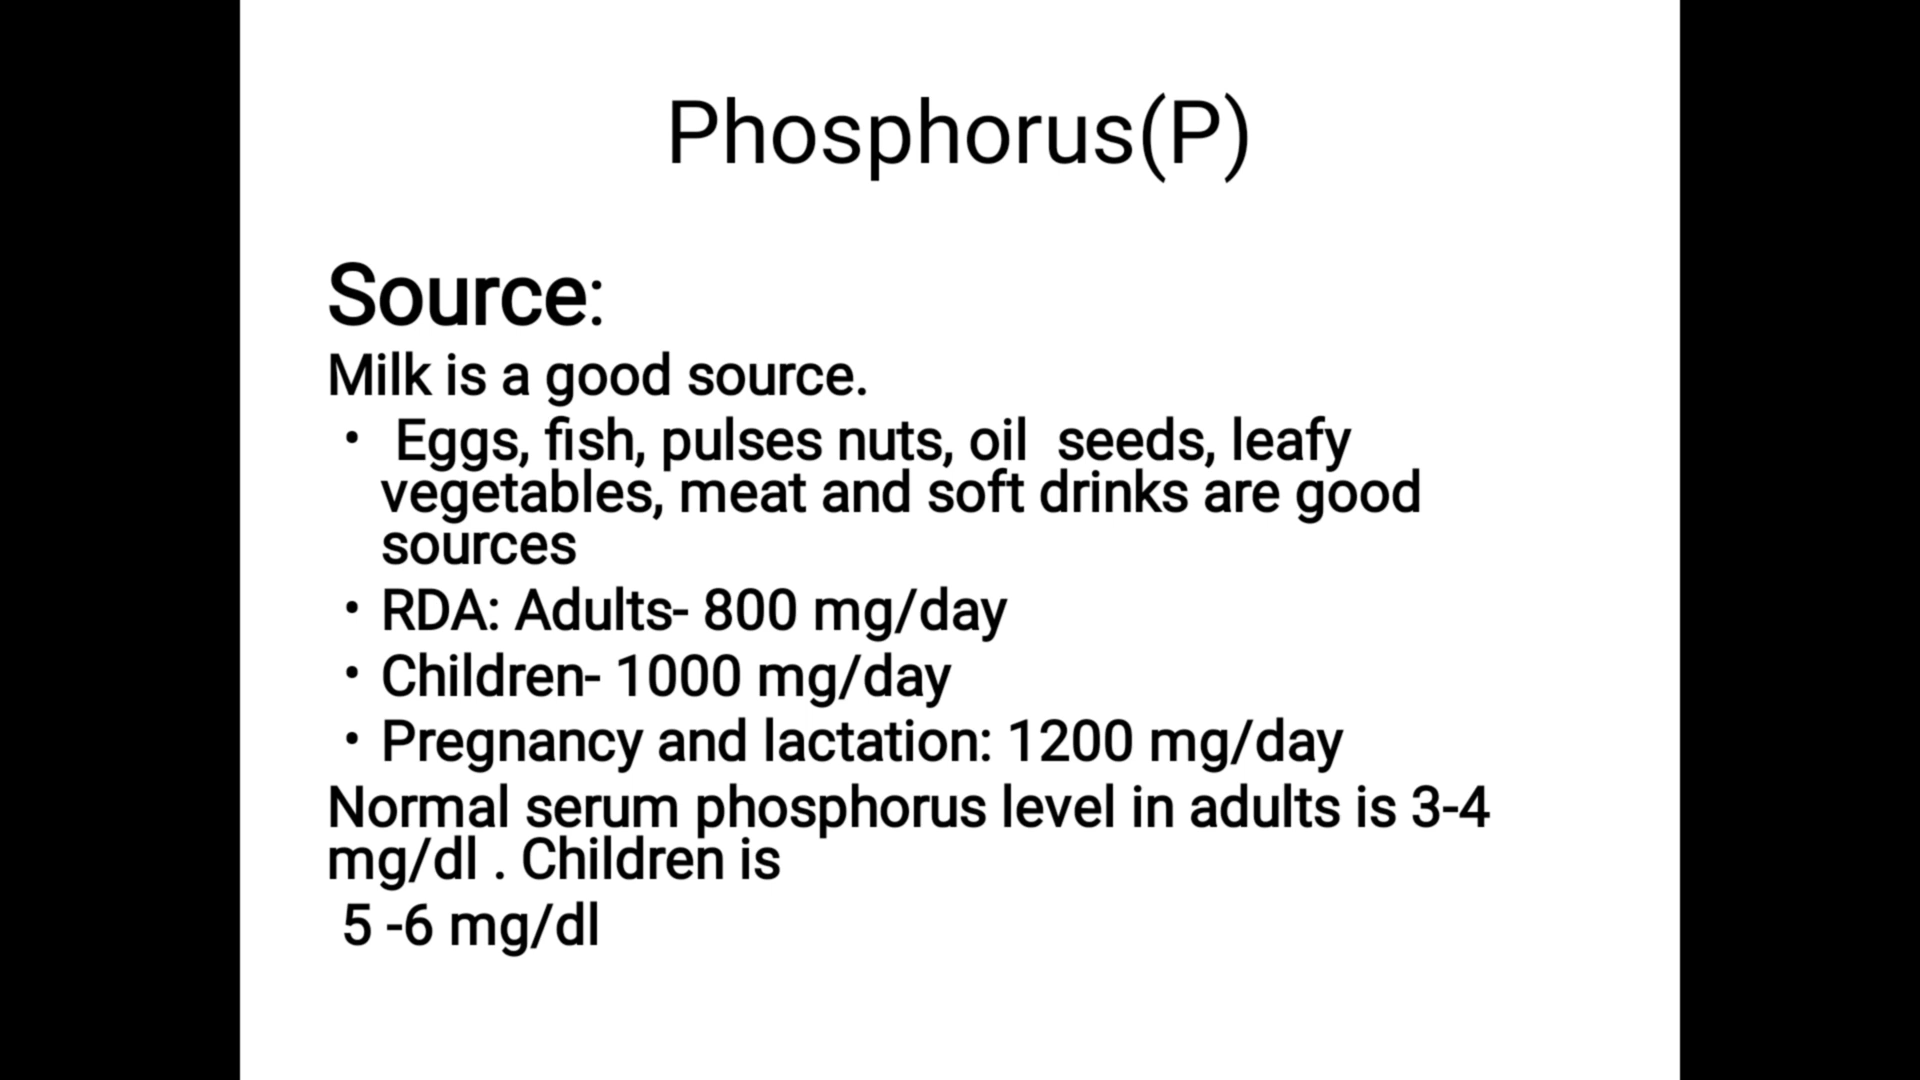 Phosphorus(P)
Source:
Milk is a good source.
• Eggs, fish, pulses nuts, oil  seeds, leafy
vegetables, meat and soft drinks are good
sources
• RDA: Adults- 800 mg/day
• Children- 1000 mg/day
• Pregnancy and lactation: 1200 mg/day
Normal serum phosphorus level in adults is 3-4
mg/dl . Children is
5 -6 mg/dl